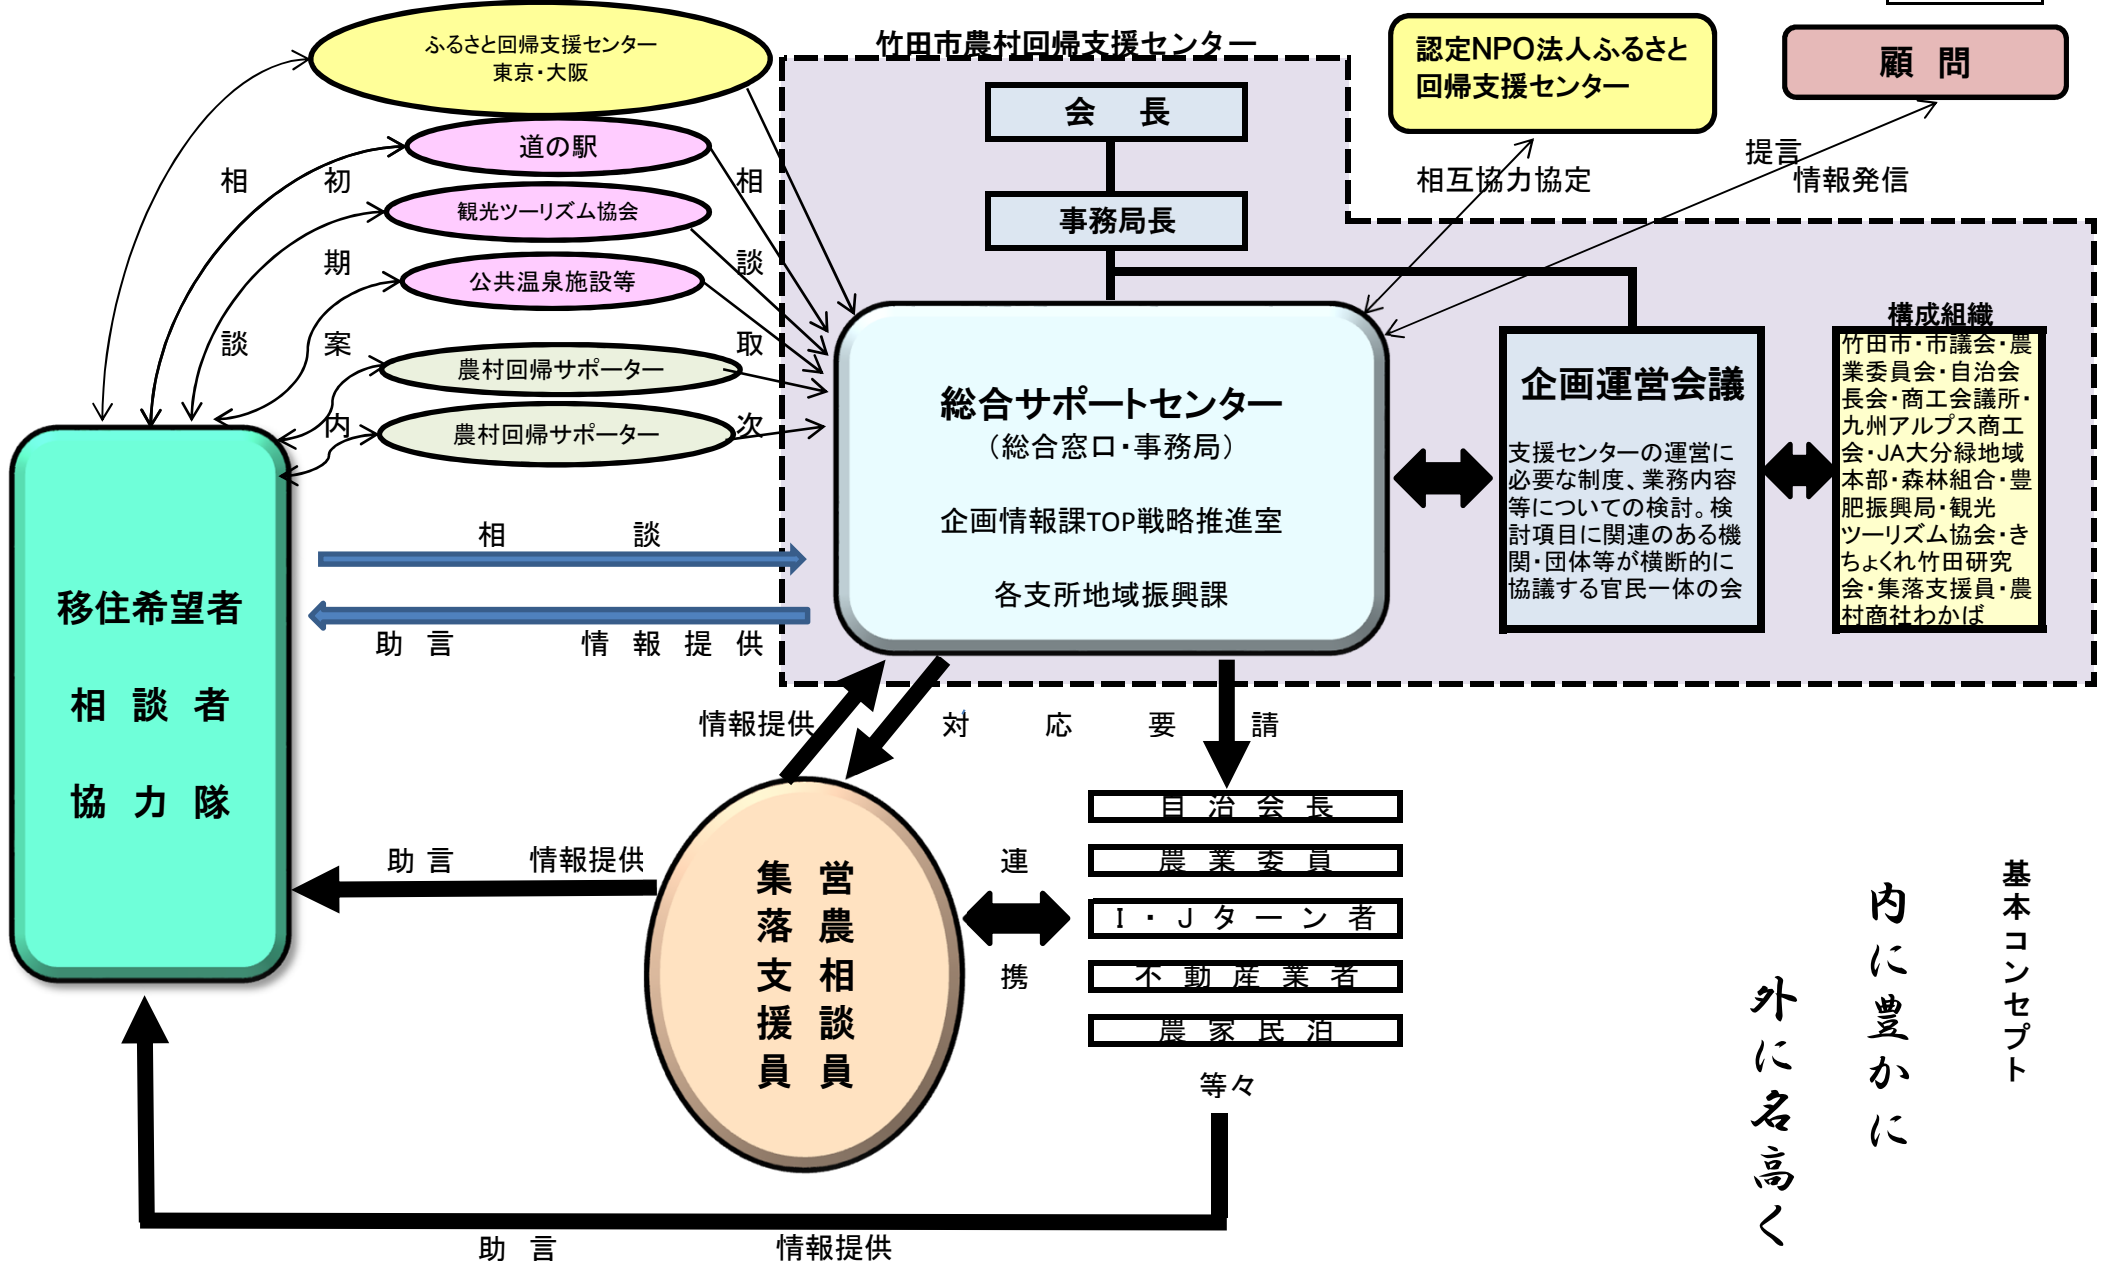 ふるさと回帰支援センター
東京・大阪
道の駅
観光ツーリズム協会
公共温泉施設等
農村回帰サポーター
農村回帰サポーター
相談
初期案内
相談取次
竹田市農村回帰支援センター
会 長
事務局長
認定NPO法人ふるさと
回帰支援センター
顧 問
相互協力協定
提言
情報発信
総合サポートセンター
(総合窓口・事務局)
企画情報課TOP戦略推進室
各支所地域振興課
企画運営会議
支援センターの運営に
必要な制度、業務内容
等についての検討。検
討項目に関連のある機
関・団体等が横断的に
協議する官民一体の会
構成組織
竹田市・市議会・農
業委員会・自治会
長会・商工会議所・
九州アルプス商工
会・JA大分緑地域
本部・森林組合・豊
肥振興局・観光
ツーリズム協会・き
ちょくれ竹田研究
会・集落支援員・農
村商社わかば
移住希望者
相 談 者
協 力 隊
相 談
助 言 情 報 提 供
情報提供
対 応 要 請
助 言 情報提供
営農相談員
集落支援員
連携
自 治 会 長
農 業 委 員
I ・ J タ ー ン 者
不 動 産 業 者
農 家 民 泊
等々
助 言 情報提供
基本コンセプト
内に豊かに
外に名高く